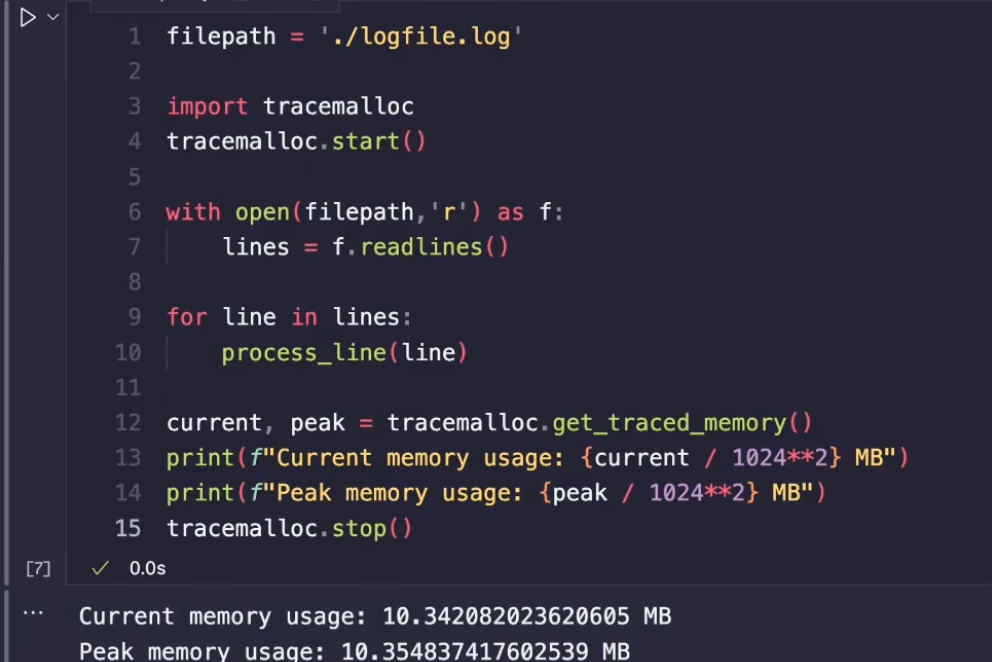 1 filepath = './logfile.log'
2
3 import tracemalloc
4 tracemalloc.start()
5
6 with open(filepath,'r') as f:
7     lines = f.readlines()
8
9 for line in lines:
10     process_line(line)
11
12 current, peak = tracemalloc.get_traced_memory()
13 print(f"Current memory usage: {current / 1024**2} MB")
14 print(f"Peak memory usage: {peak / 1024**2} MB")
15 tracemalloc.stop()
[7] ✓ 0.0s
... Current memory usage: 10.342082023620605 MB
Peak memory usage: 10.354837417602539 MB